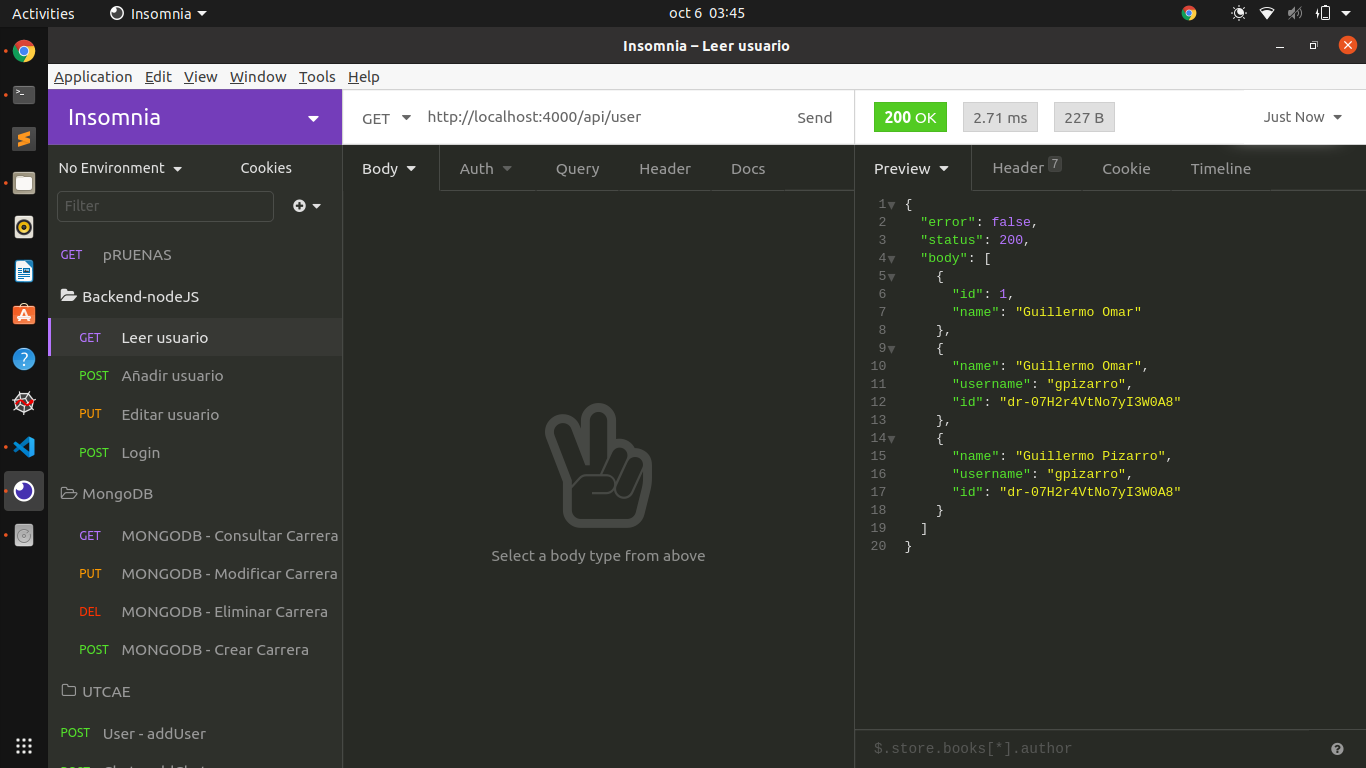 Activities
Insomnia
oct 6 03:45
Insomnia – Leer usuario
Application Edit View Window Tools Help
Insomnia
GET http://localhost:4000/api/user Send
200 OK 2.71 ms 227 B Just Now
No Environment Cookies
Filter
GET pRUENAS
Backend-nodeJS
GET Leer usuario
POST Añadir usuario
PUT Editar usuario
POST Login
MongoDB
GET MONGODB - Consultar Carrera
PUT MONGODB - Modificar Carrera
DEL MONGODB - Eliminar Carrera
POST MONGODB - Crear Carrera
UTCAE
POST User - addUser
Body Auth Query Header Docs
Select a body type from above
Preview Header 7 Cookie Timeline
1 {
2 "error": false,
3 "status": 200,
4 "body": [
5 {
6 "id": 1,
7 "name": "Guillermo Omar"
8 },
9 {
10 "name": "Guillermo Omar",
11 "username": "gpizarro",
12 "id": "dr-07H2r4VtNo7yI3W0A8"
13 },
14 {
15 "name": "Guillermo Pizarro",
16 "username": "gpizarro",
17 "id": "dr-07H2r4VtNo7yI3W0A8"
18 }
19 ]
20 }
$.store.books[*].author